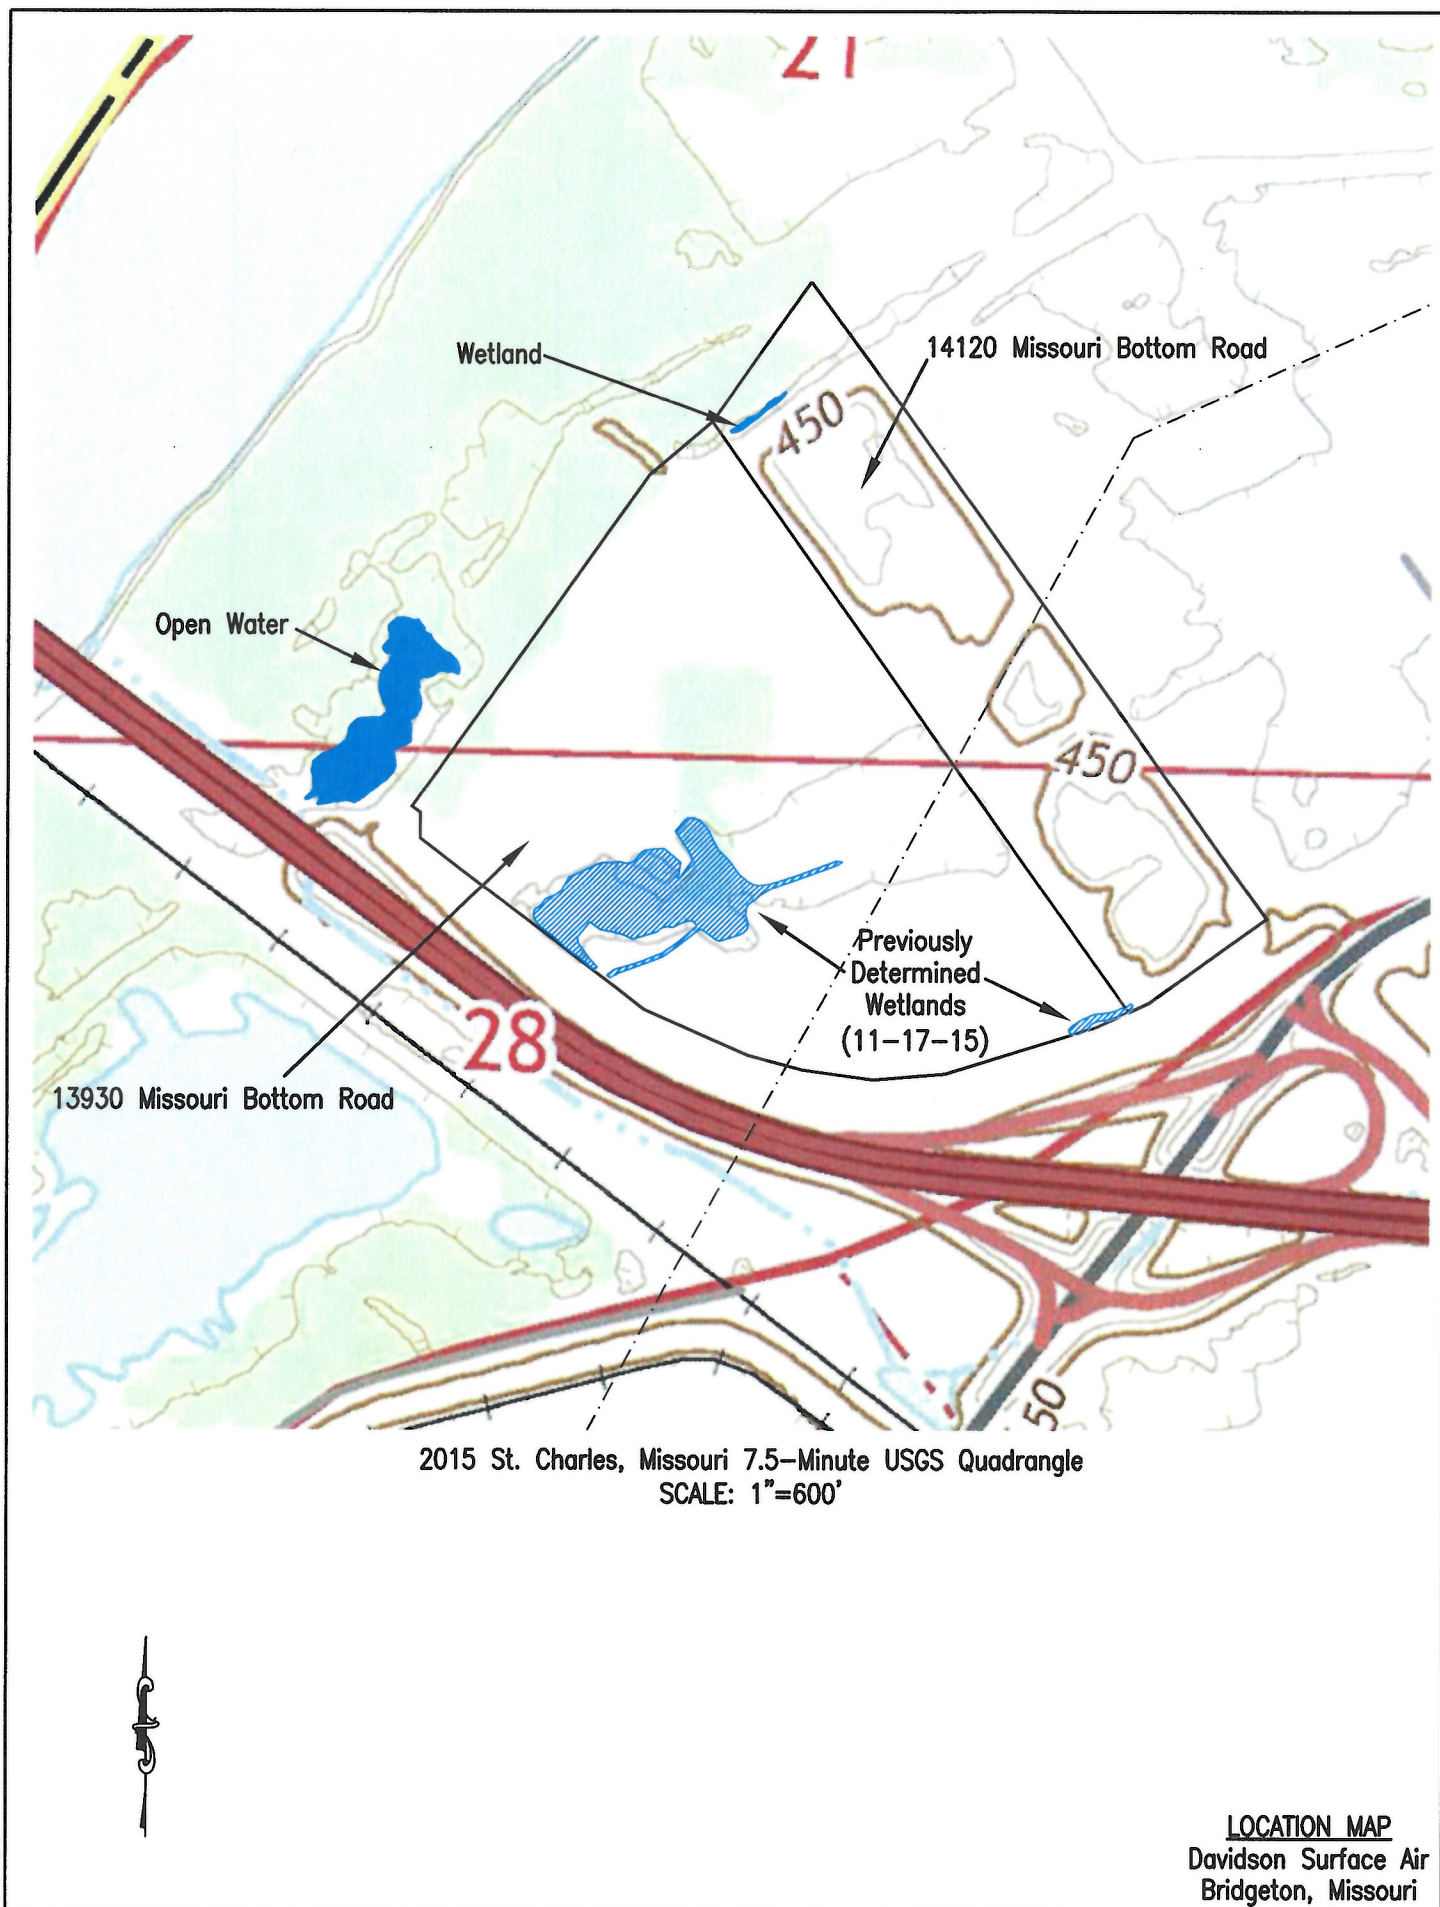 21
Wetland
14120 Missouri Bottom Road
450
Open Water
450
Previously
Determined
Wetlands
(11-17-15)
28
13930 Missouri Bottom Road
50
2015 St. Charles, Missouri 7.5-Minute USGS Quadrangle
SCALE: 1"=600'
LOCATION MAP
Davidson Surface Air
Bridgeton, Missouri